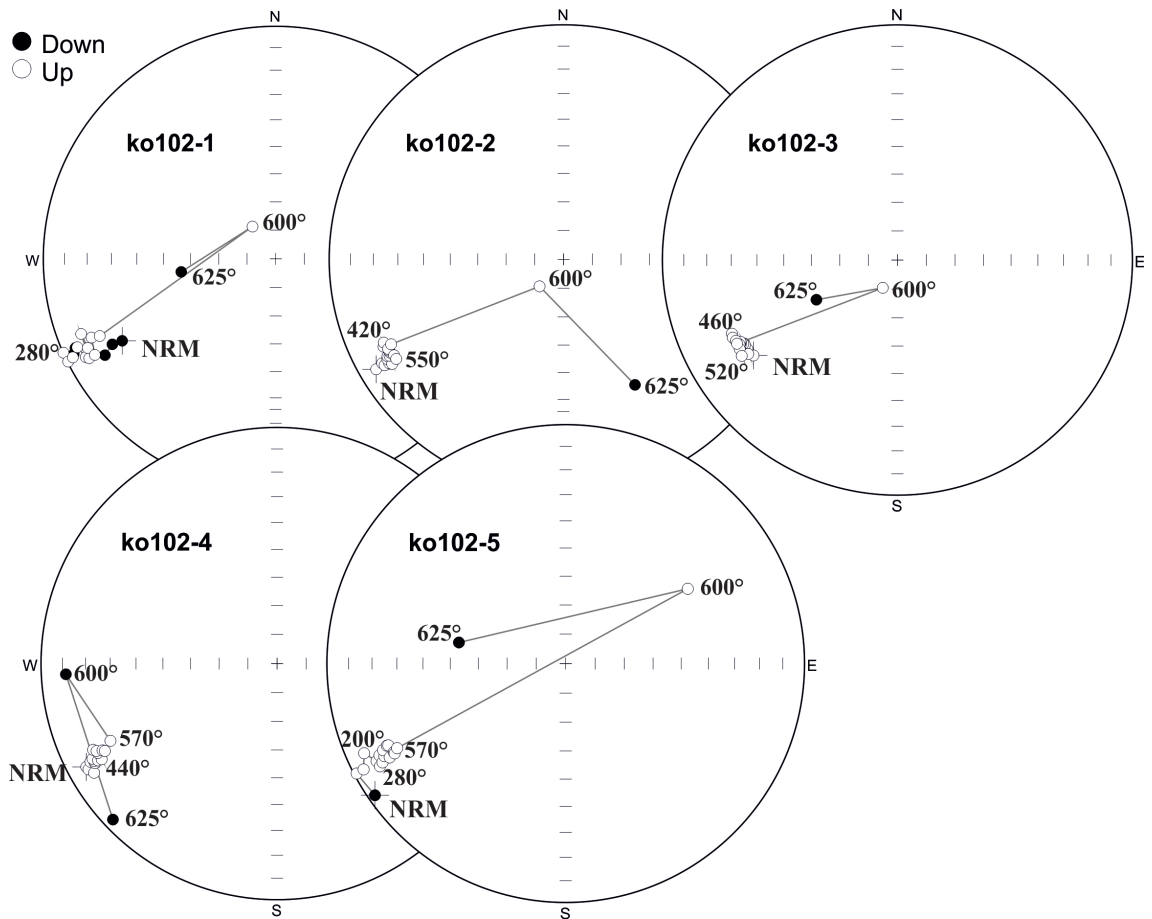 Down
Up
N
N
N
ko102-1
ko102-2
ko102-3
600°
W
625°
600°
625°
600°
E
280°
NRM
420°
550°
NRM
625°
460°
520°
NRM
S
ko102-4
ko102-5
600°
625°
W
600°
E
570°
NRM
440°
200°
570°
280°
NRM
625°
S
S